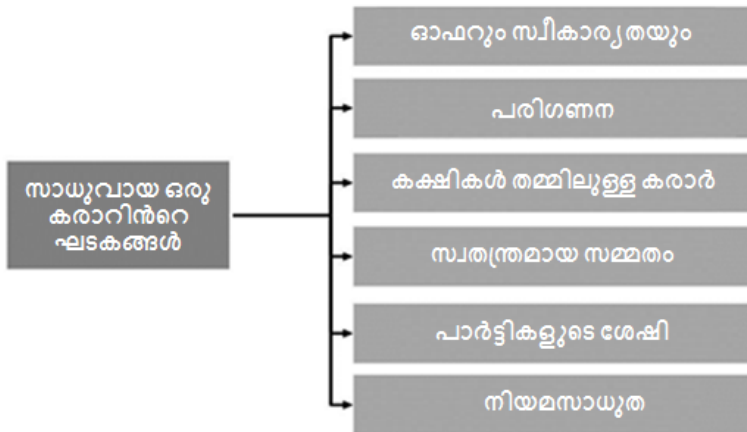 സാധുവായ ഒരു
കരാറിൻറെ
ഘടകങ്ങൾ
ഓഫറും സ്വീകാര്യതയും
പരിഗണന
കക്ഷികൾ തമ്മിലുള്ള കരാർ
സ്വതന്ത്രമായ സമ്മതം
പാർട്ടികളുടെ ശേഷി
നിയമസാധുത